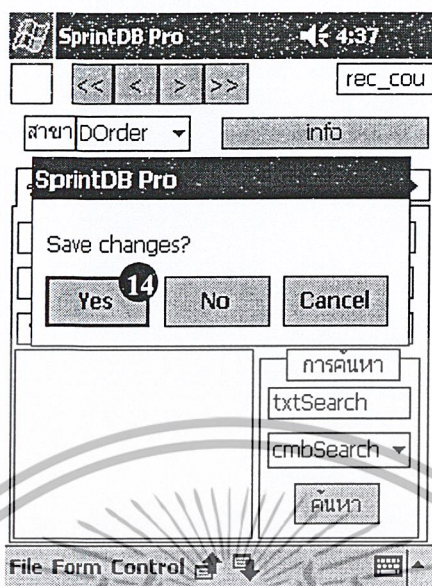 SprintDB Pro 4:37
<< < > >> rec_cou
สาขา DOrder info
SprintDB Pro
Save changes?
14
Yes No Cancel
การค้นหา
txtSearch
cmbSearch
ค้นหา
File Form Control